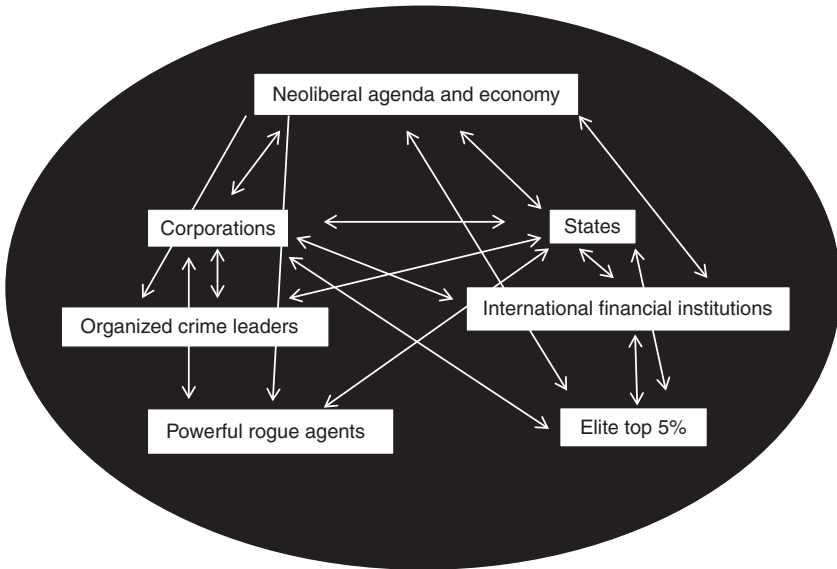 Neoliberal agenda and economy
Corporations
States
Organized crime leaders
International financial institutions
Powerful rogue agents
Elite top 5%